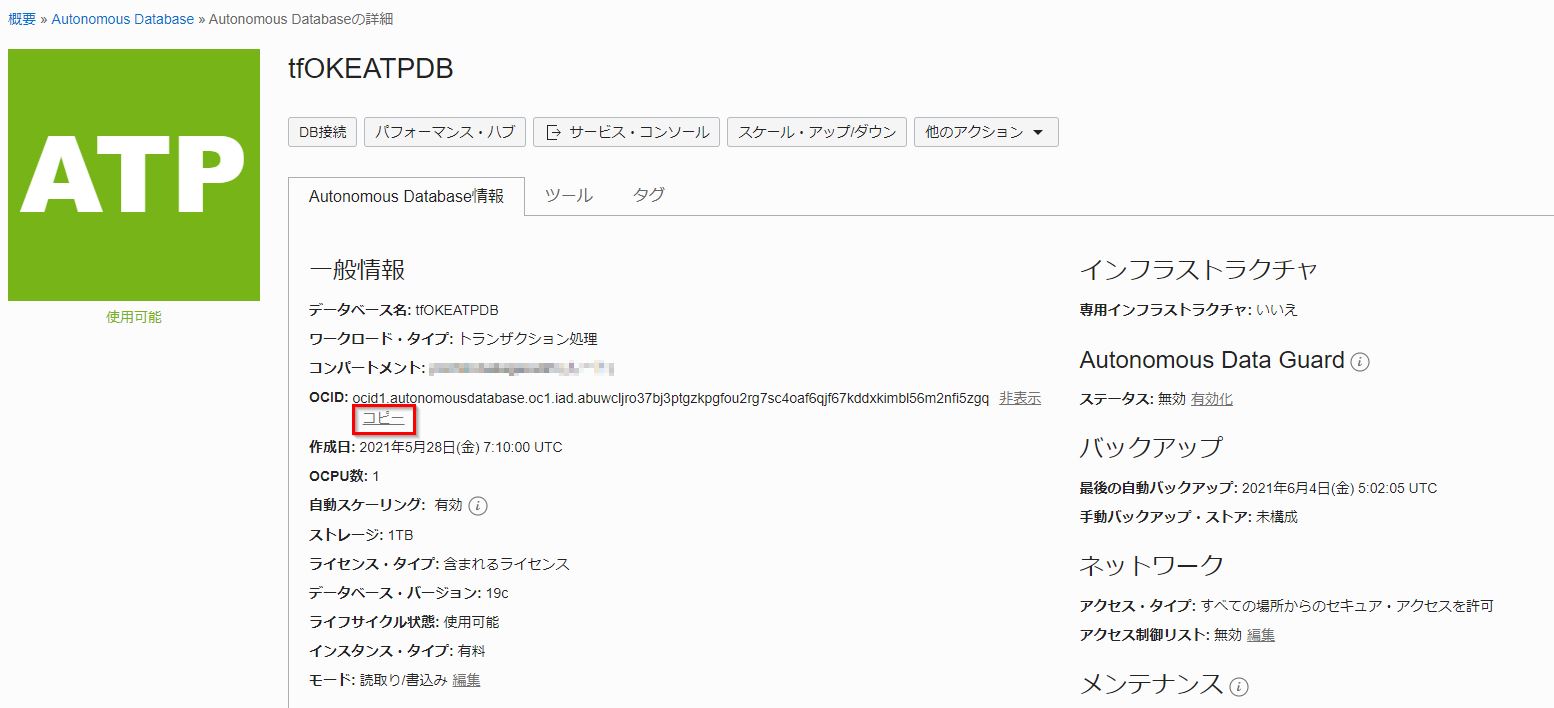 概要 » Autonomous Database » Autonomous Databaseの詳細
ATP
使用可能
tfOKEATPDB
DB接続 パフォーマンス・ハブ サービス・コンソール スケール・アップ/ダウン 他のアクション
Autonomous Database情報 ツール タグ
一般情報
データベース名: tfOKEATPDB
ワークロード・タイプ: トランザクション処理
コンパートメント:
OCID: ocid1.autonomousdatabase.oc1.iad.abuwcljro37bj3ptgzkpgfou2rg7sc4oaf6qjf67kddxkimbl56m2nfi5zgq 非表示
コピー
作成日: 2021年5月28日(金) 7:10:00 UTC
OCPU数: 1
自動スケーリング: 有効 i
ストレージ: 1TB
ライセンス・タイプ: 含まれるライセンス
データベース・バージョン: 19c
ライフサイクル状態: 使用可能
インスタンス・タイプ: 有料
モード: 読取り/書込み 編集
インフラストラクチャ
専用インフラストラクチャ: いいえ
Autonomous Data Guard i
ステータス: 無効 有効化
バックアップ
最後の自動バックアップ: 2021年6月4日(金) 5:02:05 UTC
手動バックアップ・ストア: 未構成
ネットワーク
アクセス・タイプ: すべての場所からのセキュア・アクセスを許可
アクセス制御リスト: 無効 編集
メンテナンス i